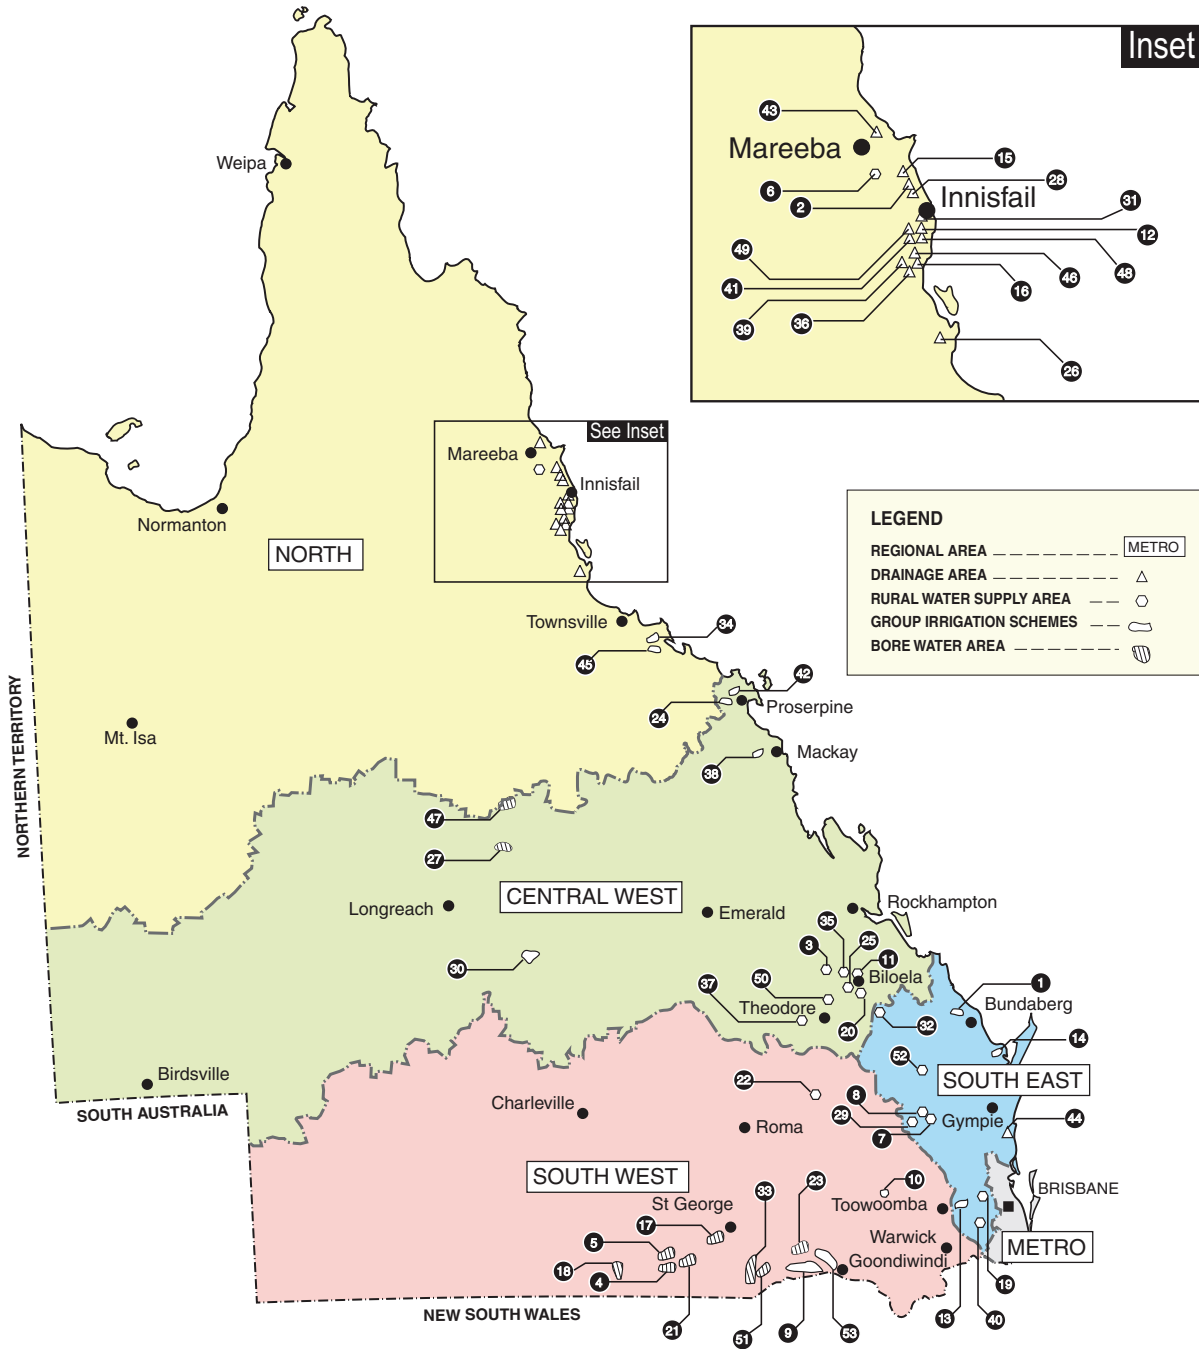 Inset
43
Mareeba
15
6
28
2
Innisfail
31
12
49
48
46
41
16
39
36
26
Weipa
See Inset
Mareeba
Innisfail
Normanton
NORTH
LEGEND
REGIONAL AREA
METRO
DRAINAGE AREA
RURAL WATER SUPPLY AREA
GROUP IRRIGATION SCHEMES
BORE WATER AREA
Townsville
34
45
42
24
Proserpine
NORTHERN TERRITORY
Mt. Isa
Mackay
38
47
27
CENTRAL WEST
Longreach
Emerald
Rockhampton
35
25
3
11
30
Biloela
37
50
1
Theodore
Bundaberg
20
32
14
52
Birdsville
SOUTH EAST
22
SOUTH AUSTRALIA
Charleville
8
29
7
Gympie
44
Roma
SOUTH WEST
33
23
10
BRISBANE
St George
Toowoomba
17
5
Warwick
METRO
18
4
Goondiwindi
19
NEW SOUTH WALES
21
51
9
53
13
40